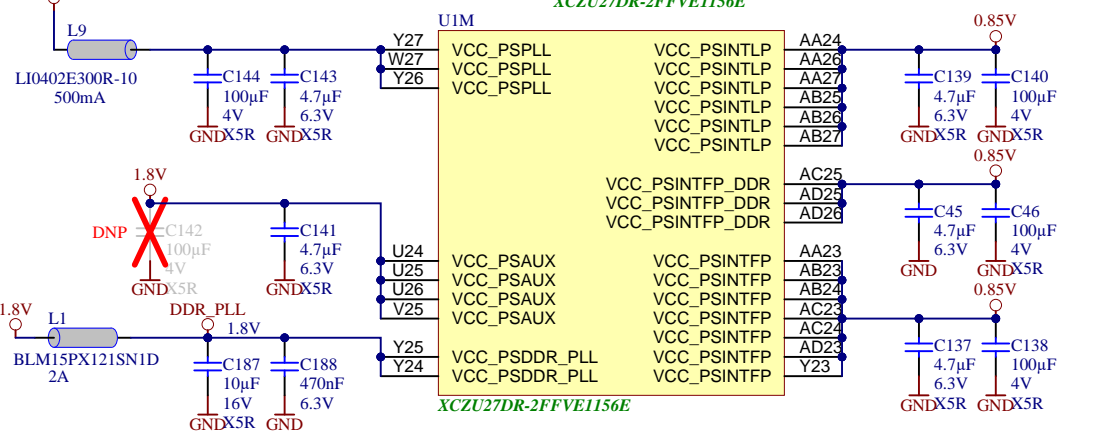 XCZU27DR-2FFVE1156E
U1M
L9
LI0402E300R-10
500mA
C144
100µF
4V
X5R
GND
C143
4.7µF
6.3V
X5R
GND
Y27
W27
Y26
VCC_PSPLL
VCC_PSPLL
VCC_PSPLL
1.8V
DNP
C142
100µF
4V
X5R
GND
C141
4.7µF
6.3V
X5R
GND
U24
U25
U26
V25
VCC_PSAUX
VCC_PSAUX
VCC_PSAUX
VCC_PSAUX
1.8V
L1
BLM15PX121SN1D
2A
DDR_PLL
1.8V
C187
10µF
16V
X5R
GND
C188
470nF
6.3V
GND
Y25
Y24
VCC_PSDDR_PLL
VCC_PSDDR_PLL
VCC_PSINTLP
VCC_PSINTLP
VCC_PSINTLP
VCC_PSINTLP
VCC_PSINTLP
VCC_PSINTLP
AA24
AA26
AA27
AB25
AB26
AB27
0.85V
C139
4.7µF
6.3V
X5R
GND
C140
100µF
4V
X5R
GND
VCC_PSINTFP_DDR
VCC_PSINTFP_DDR
VCC_PSINTFP_DDR
AC25
AD25
AD26
0.85V
C45
4.7µF
6.3V
GND
C46
100µF
4V
X5R
GND
VCC_PSINTFP
VCC_PSINTFP
VCC_PSINTFP
VCC_PSINTFP
VCC_PSINTFP
VCC_PSINTFP
VCC_PSINTFP
AA23
AB23
AB24
AC23
AC24
AD23
Y23
0.85V
C137
4.7µF
6.3V
X5R
GND
C138
100µF
4V
X5R
GND
XCZU27DR-2FFVE1156E